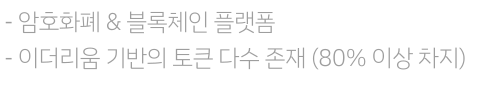 - 암호화폐 & 블록체인 플랫폼
- 이더리움 기반의 토큰 다수 존재 (80% 이상 차지)